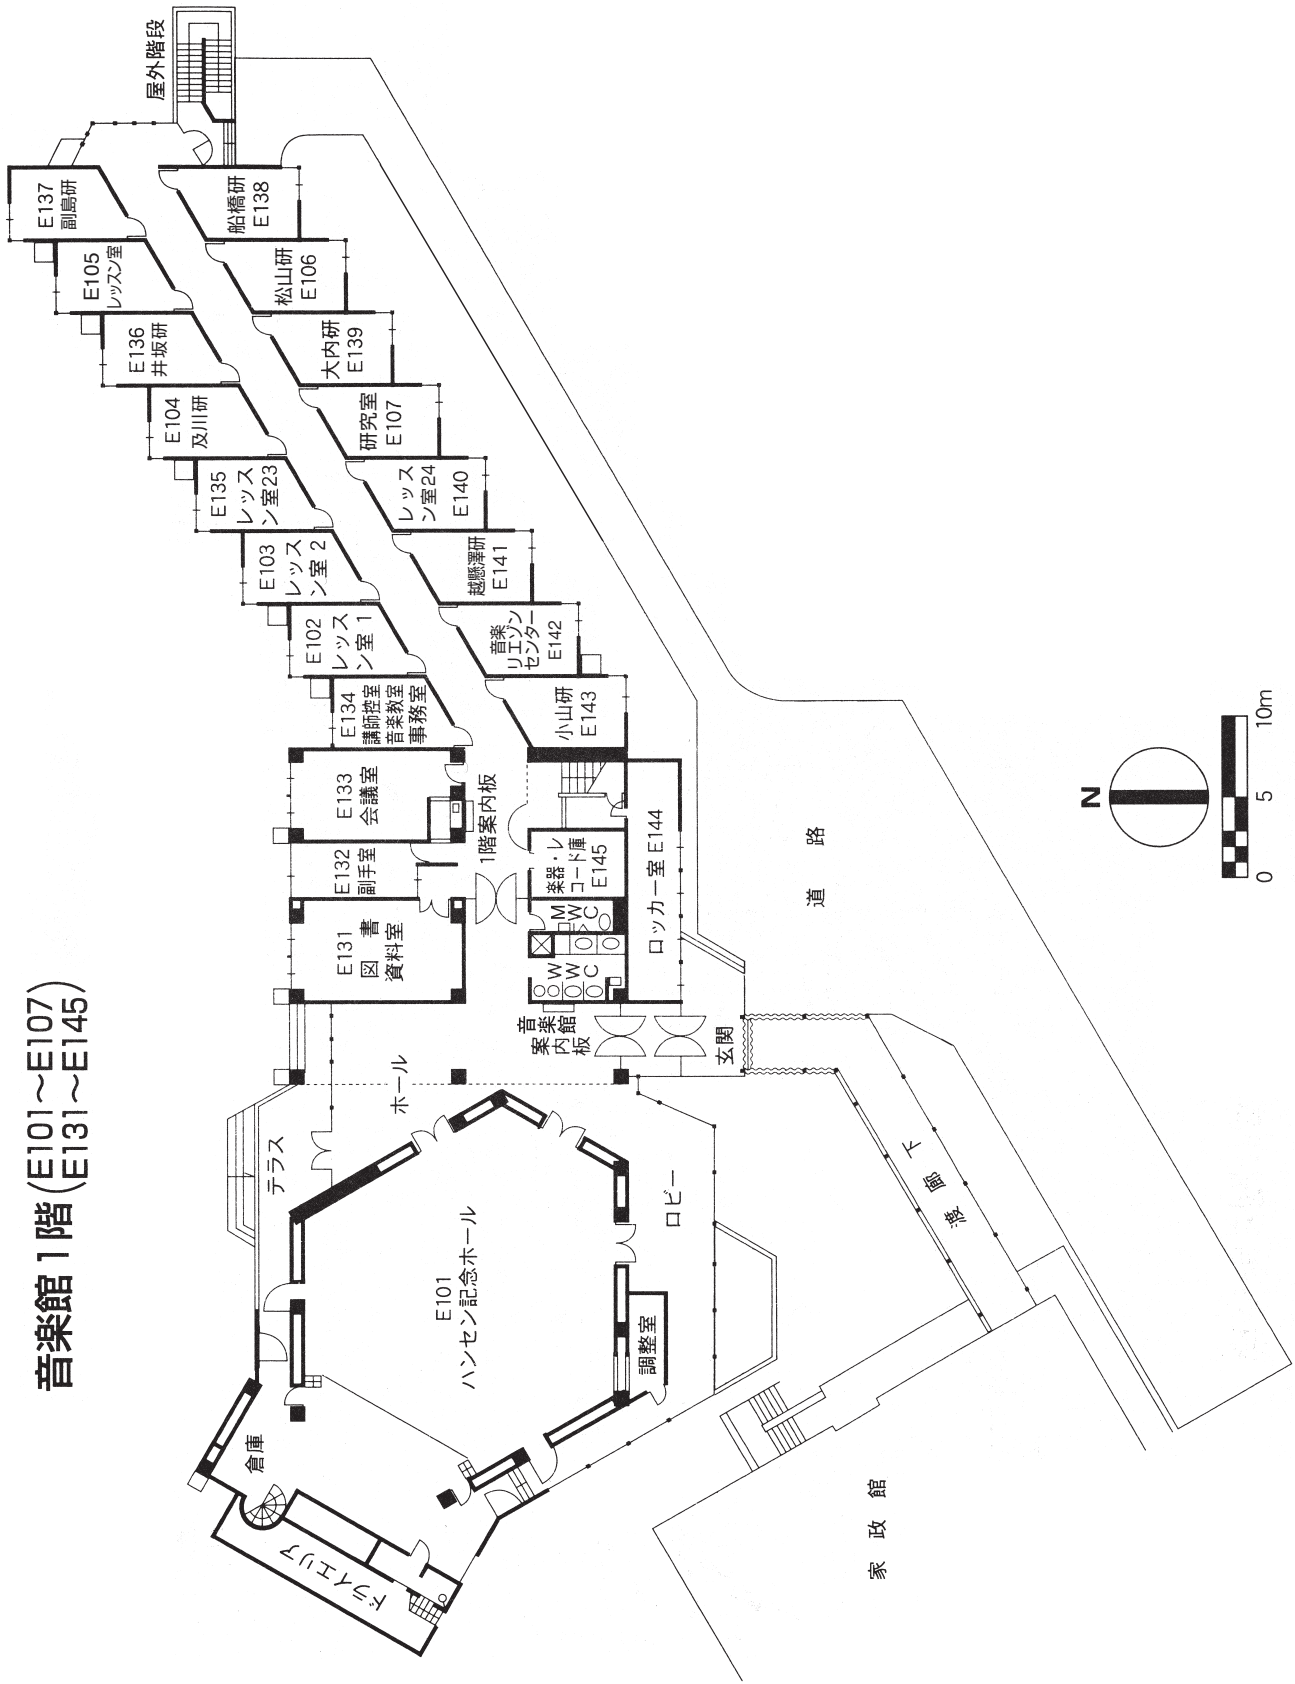 音楽館1階(E101〜E107)
(E131〜E145)
屋外階段
E137
副島研
E105
レッスン室
E136
井坂研
E104
及川研
E135
レッス
ン室23
E103
レッス
ン室 2
E102
レッス
ン室 1
E134
講師控室
音楽教室
事務室
E133
会議室
E132
副手室
E131
図 書
資料室
船橋研
E138
松山研
E106
大内研
E139
研究室
E107
レッス
ン室24
E140
越懸澤研
E141
音楽
リエゾン
センター
E142
小山研
E143
1階案内板
楽器・レ
コード庫
E145
ロッカー室 E144
M
W
C
W
W
C
音楽館
案内板
玄関
ホール
テラス
ロビー
E101
ハンセン記念ホール
調整室
倉庫
ドライエリア
渡廊下
道路
家政館
N
0 5 10m